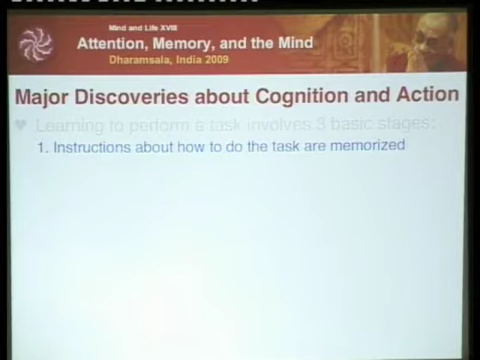 Mind and Life XVIII
Attention, Memory, and the Mind
Dharamsala, India 2009
Major Discoveries about Cognition and Action
Learning to perform a task involves 3 basic stages:
1. Instructions about how to do the task are memorized